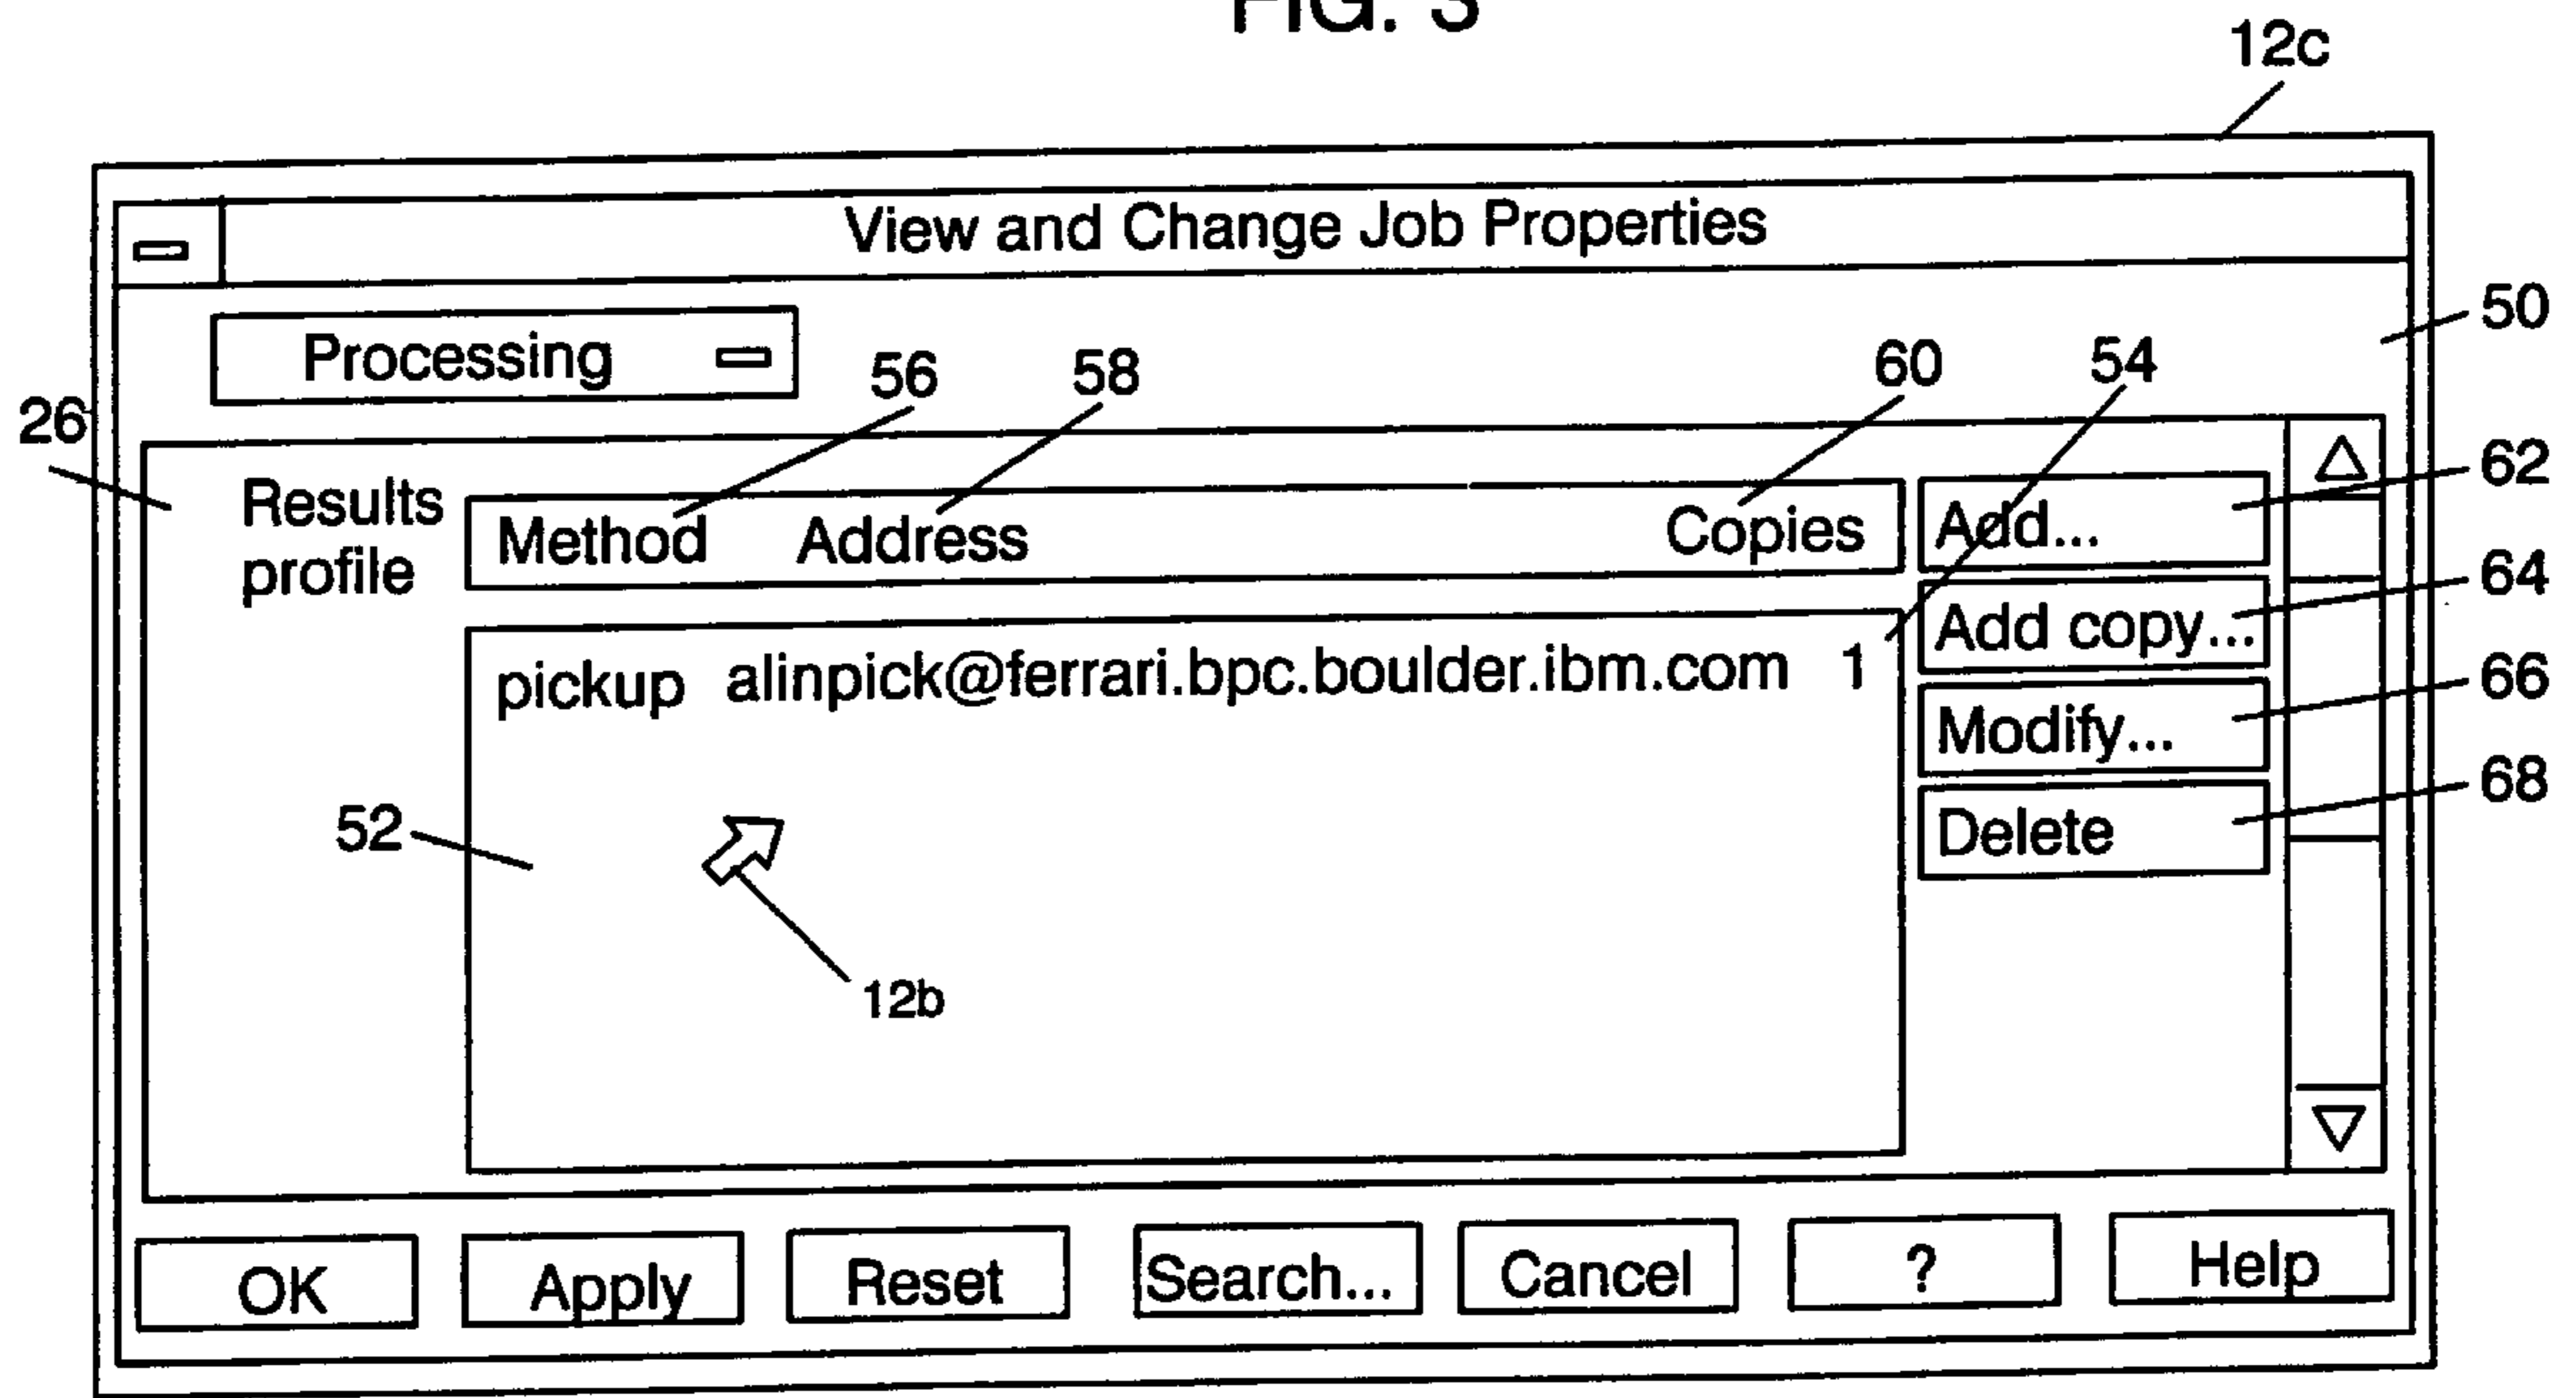 FIG. 3
12c
View and Change Job Properties
50
Processing
56
58
60
54
26
62
Results
profile
Method Address Copies
Add...
64
Add copy...
pickup alinpick@ferrari.bpc.boulder.ibm.com 1
66
Modify...
68
Delete
52
12b
OK Apply Reset Search... Cancel ? Help